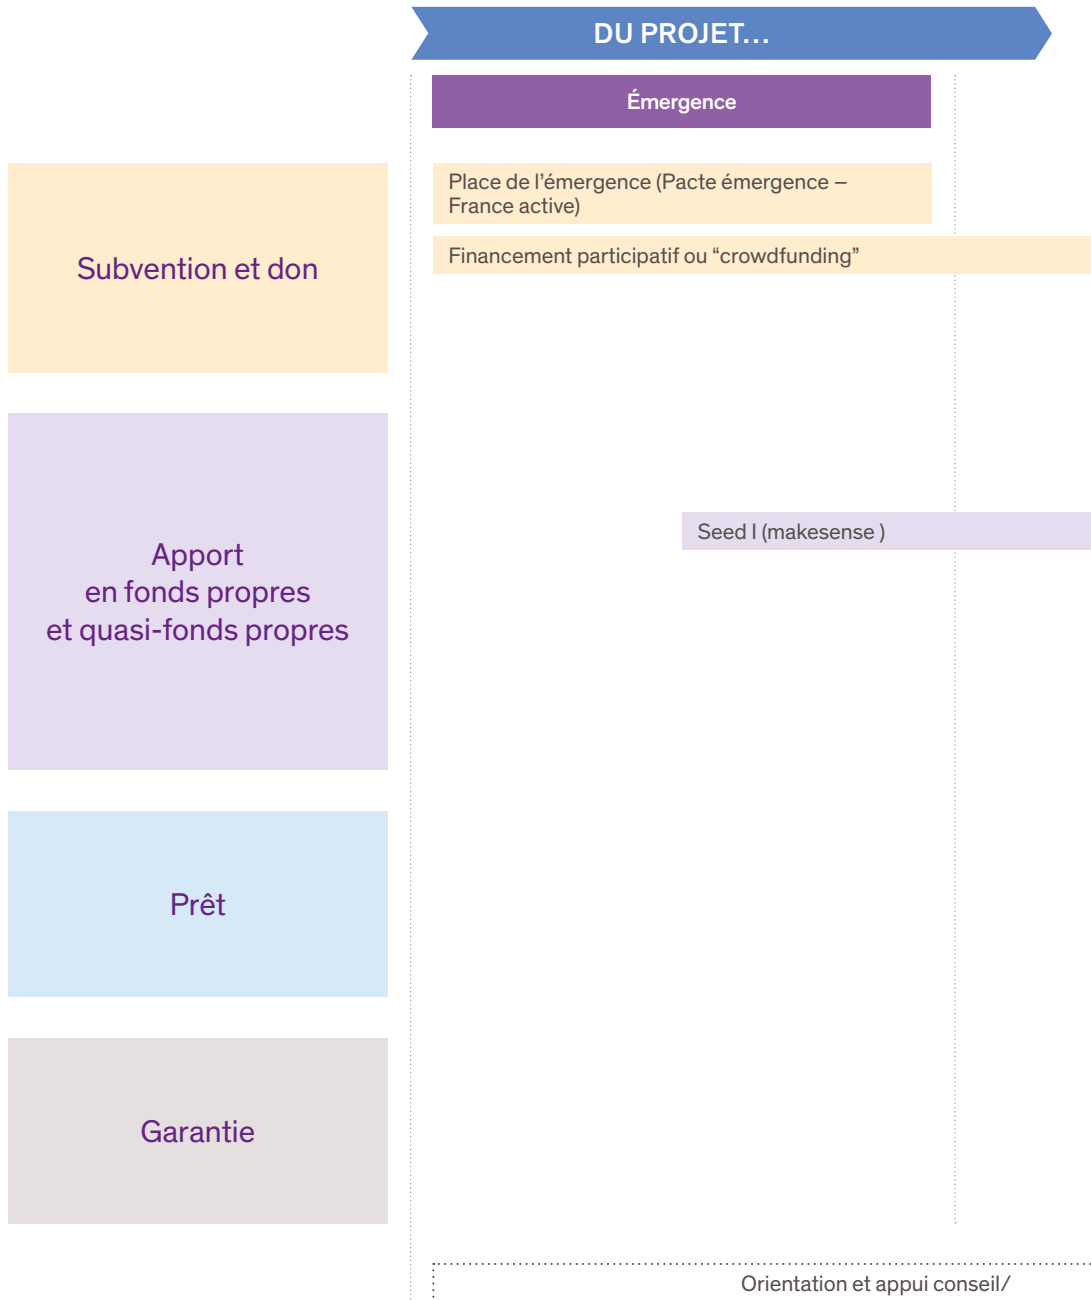 DU PROJET...
Émergence
Subvention et don
Place de l’émergence (Pacte émergence –
France active)
Financement participatif ou “crowdfunding”
Apport
en fonds propres
et quasi-fonds propres
Seed I (makesense )
Prêt
Garantie
Orientation et appui conseil/